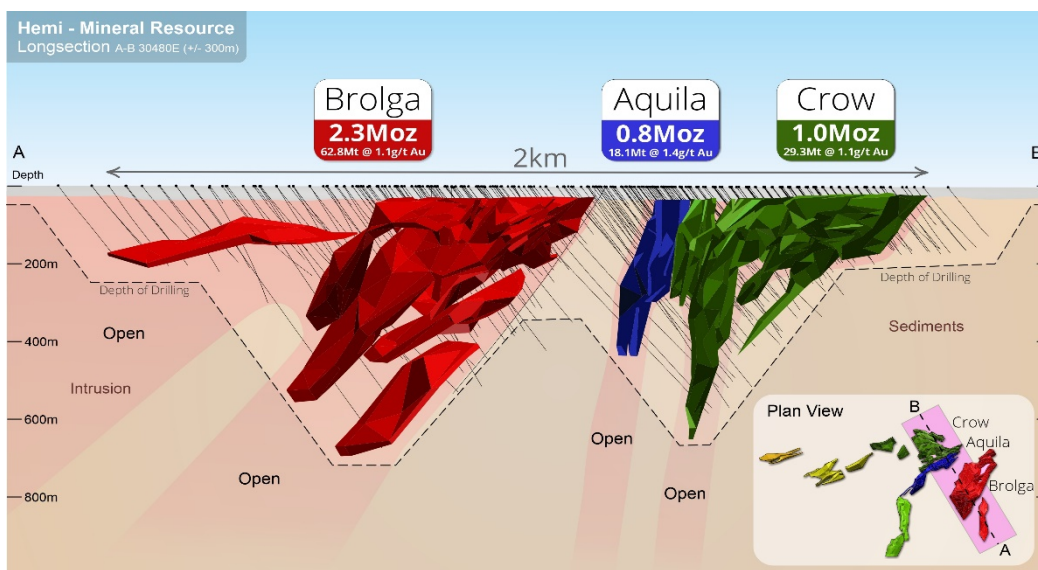 Hemi - Mineral Resource
Longsection A-B 30480E (+/- 300m)
Brolga
2.3Moz
62.8Mt @ 1.1g/t Au
Aquila
0.8Moz
18.1Mt @ 1.4g/t Au
Crow
1.0Moz
29.3Mt @ 1.1g/t Au
A
2km
B
Depth
200m
Depth of Drilling
Depth of Drilling
Open
Sediments
400m
Intrusion
600m
Open
Open
Open
800m
Plan View
B
Crow
Aquila
Brolga
A